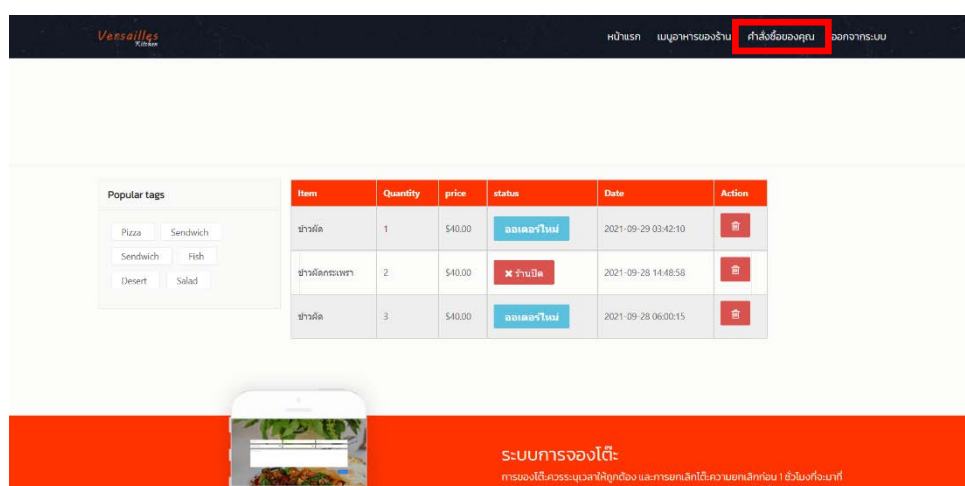 Versailles
Kitchen
หน้าแรก เมนูอาหารของร้าน คำสั่งซื้อของคุณ ออกจากระบบ
Popular tags
Pizza Sendwich
Sendwich Fish
Desert Salad
Item Quantity price status Date Action
ข้าวผัด 1 $40.00 ออเดอร์ใหม่ 2021-09-29 03:42:10
ข้าวผัดกระเพรา 2 $40.00 ร้านปิด 2021-09-28 14:48:58
ข้าวผัด 3 $40.00 ออเดอร์ใหม่ 2021-09-28 06:00:15
ระบบการจองโต๊ะ
การของโต๊ะควรระบุเวลาให้ถูกต้อง และการยกเลิกโต๊ะความยกเลิกก่อน 1 ชั่วโมงที่จะมาที่